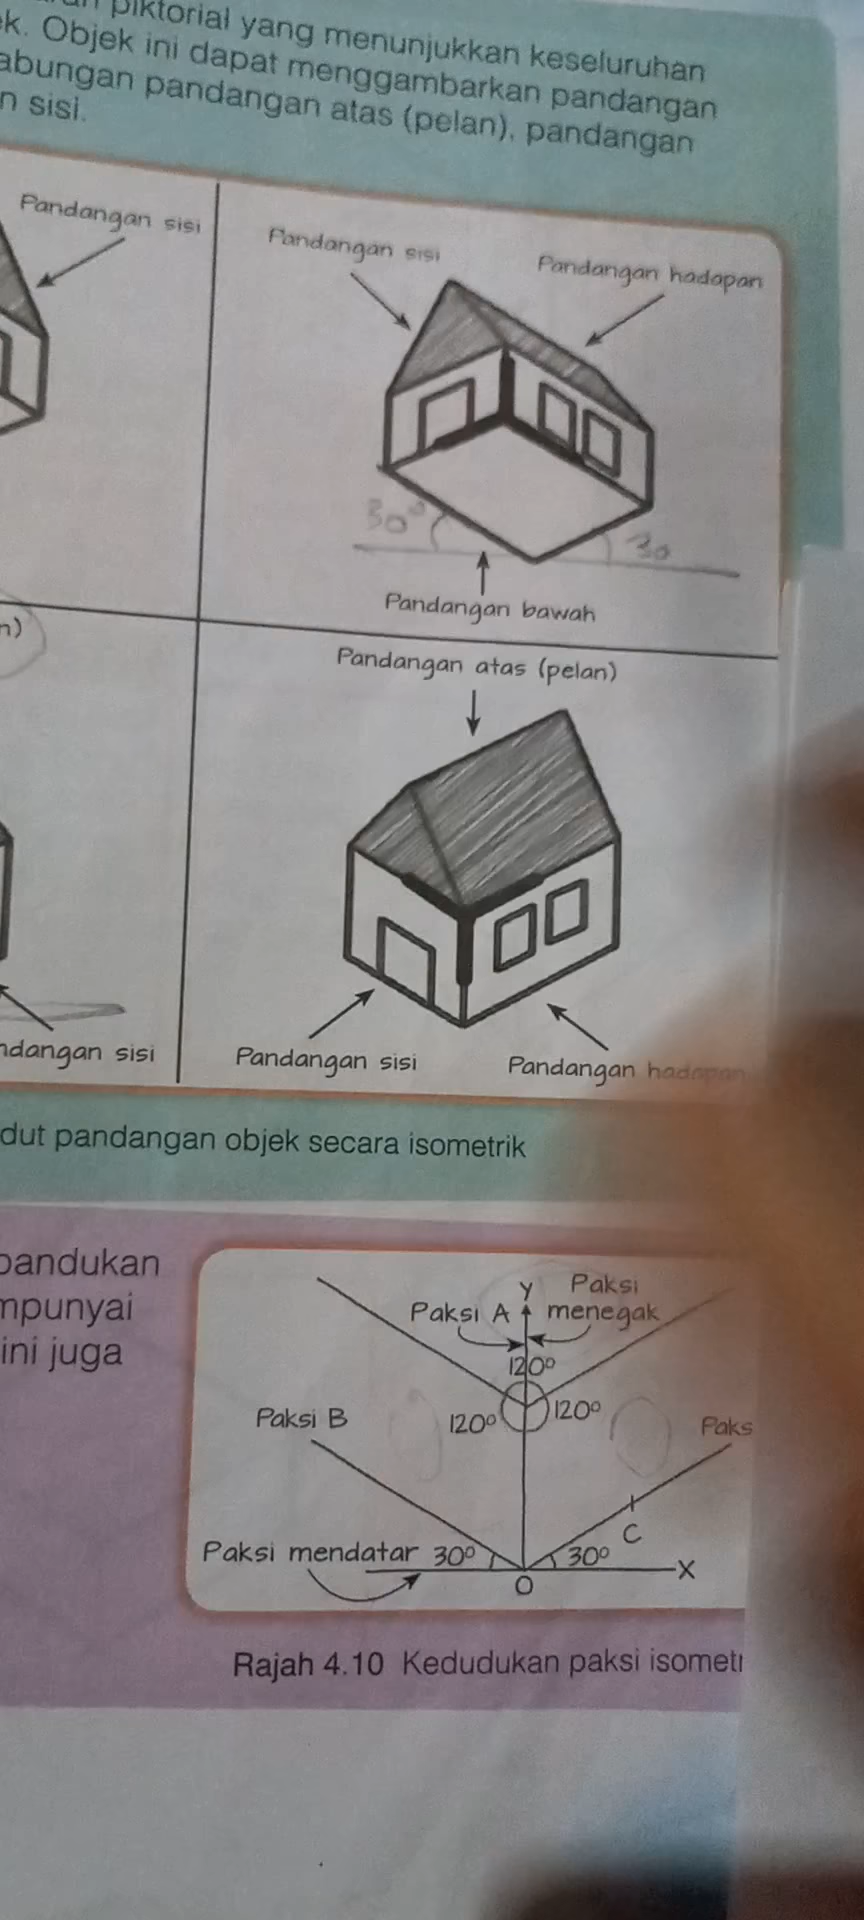 piktorial yang menunjukkan keseluruhan
k. Objek ini dapat menggambarkan pandangan
abungan pandangan atas (pelan), pandangan
n sisi.
Pandangan sisi
Pandangan sisi
Pandangan hadapan
30°
30
Pandangan bawah
n)
Pandangan atas (pelan)
ndangan sisi
Pandangan sisi
Pandangan hadapan
dut pandangan objek secara isometrik
pandukan
mpunyai
ini juga
Y
Paksi
Paksi A
menegak
120°
120°
120°
Paksi B
Paks
C
Paksi mendatar
30°
30°
X
O
Rajah 4.10 Kedudukan paksi isomet